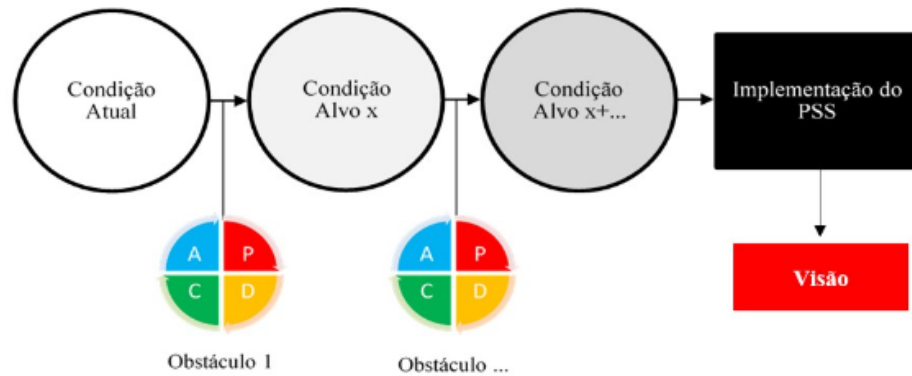 Condição
Atual
Condição
Alvo x
Condição
Alvo x+...
Implementação do
PSS
A P
C D
A P
C D
Visão
Obstáculo 1
Obstáculo ...